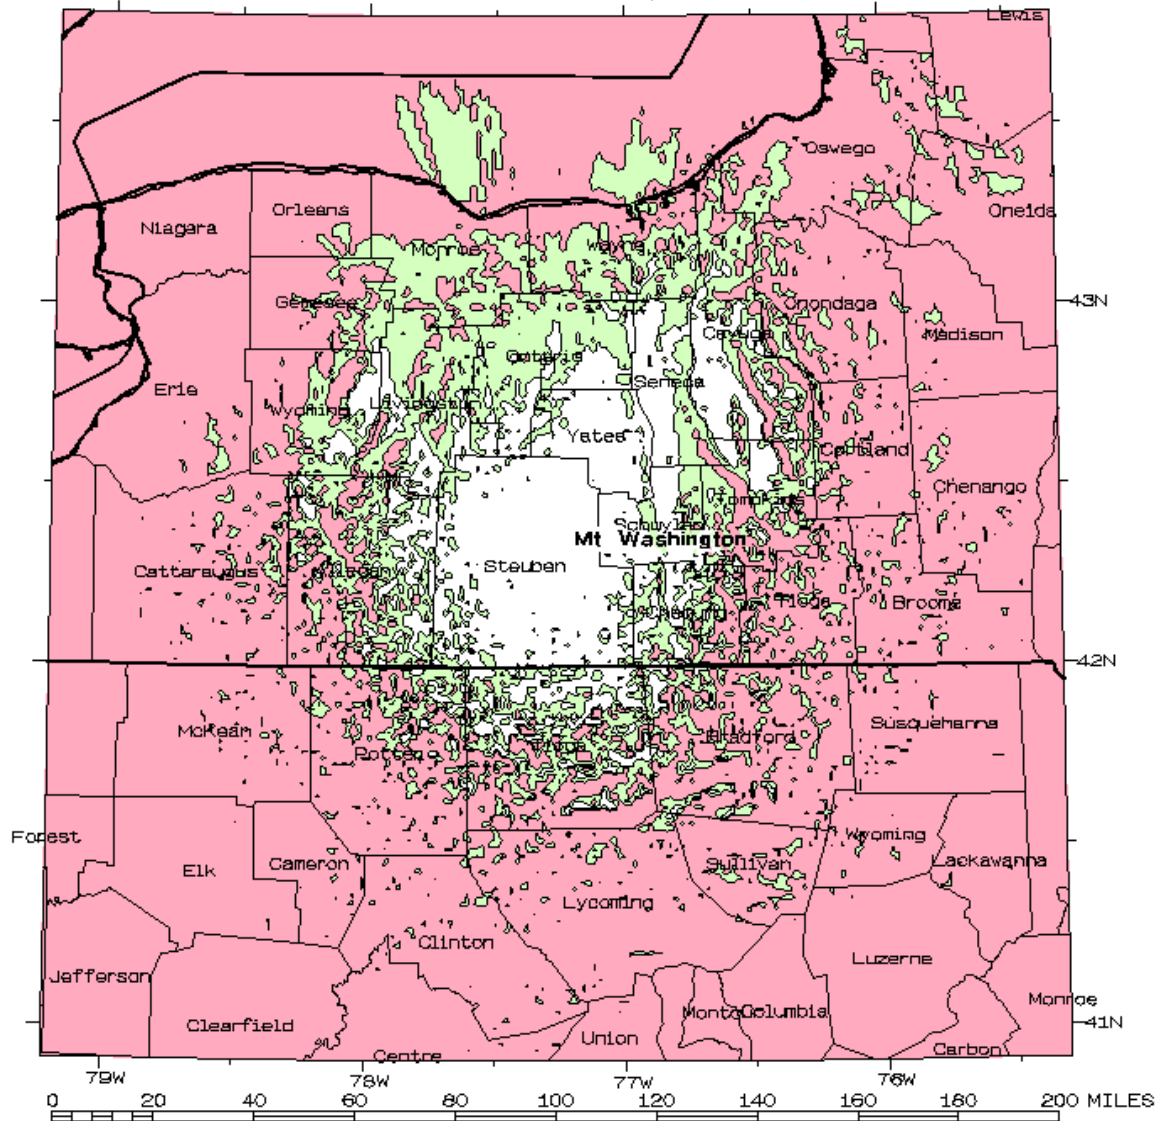 Lewis
Oswego
Orleans
Oneida
Niagara
Monroe
Wayne
43N
Genesee
Onondaga
Cayuga
Madison
Ontario
Seneca
Erie
Wyoming
Livingston
Yates
Cortland
Chenango
Tompkins
Schuyler
Mt Washington
Steuben
Cattaraugus
Allegany
Chemung
Tioga
Broome
42N
McKean
Susquehanna
Bradford
Potter
Tioga
Forest
Wyoming
Cameron
Sullivan
Lackawanna
Elk
Lycoming
Clinton
Luzerne
Jefferson
Monroe
Columbia
Clearfield
41N
Union
Centre
Carbon
79W 78W 77W 76W
0 20 40 60 80 100 120 140 160 180 200 MILES